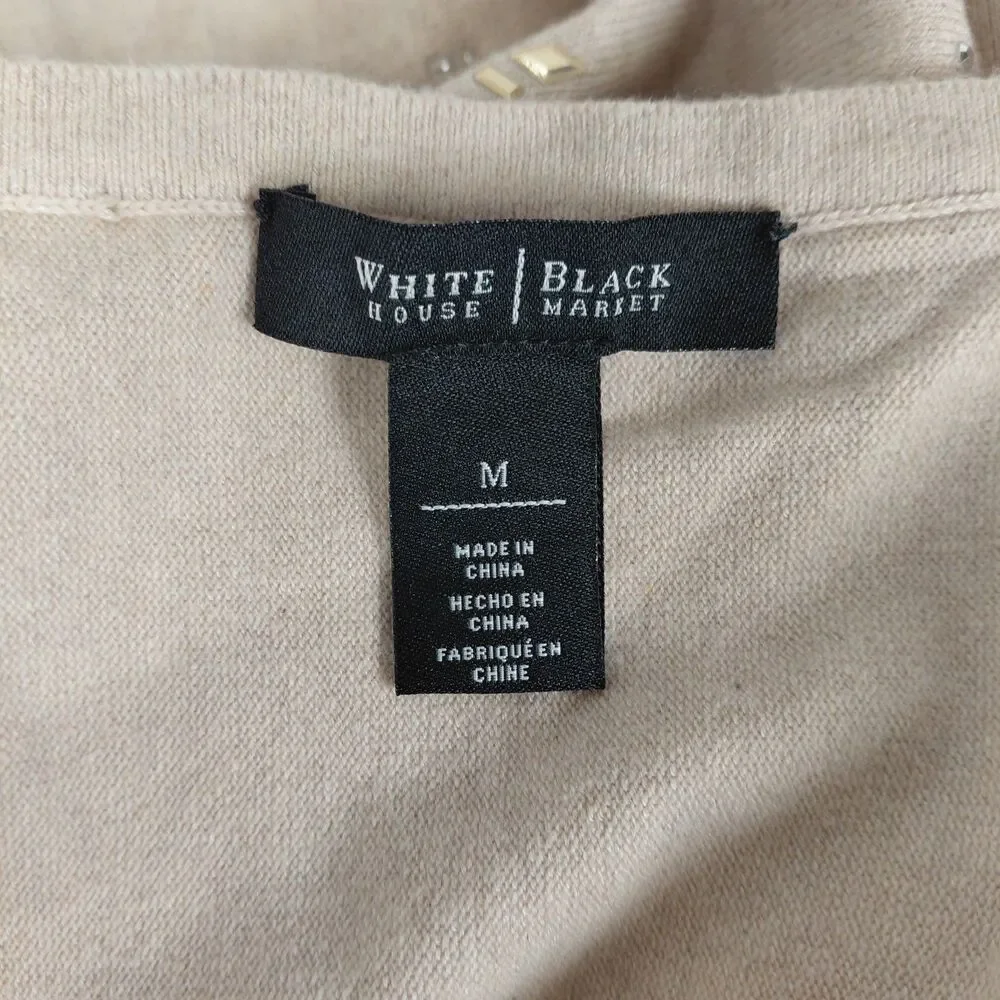 WHITE | BLACK
HOUSE | MARKET
M
MADE IN
CHINA
HECHO EN
CHINA
FABRIQUÉ EN
CHINE